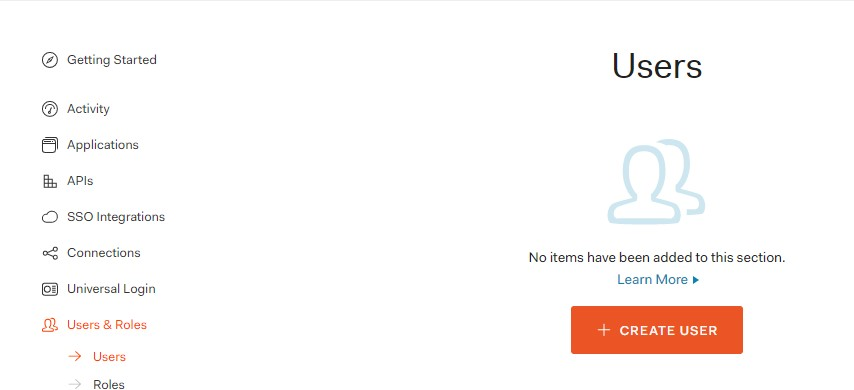 Getting Started
Activity
Applications
APIs
SSO Integrations
Connections
Universal Login
Users & Roles
Users
Roles
Users
No items have been added to this section.
Learn More
CREATE USER